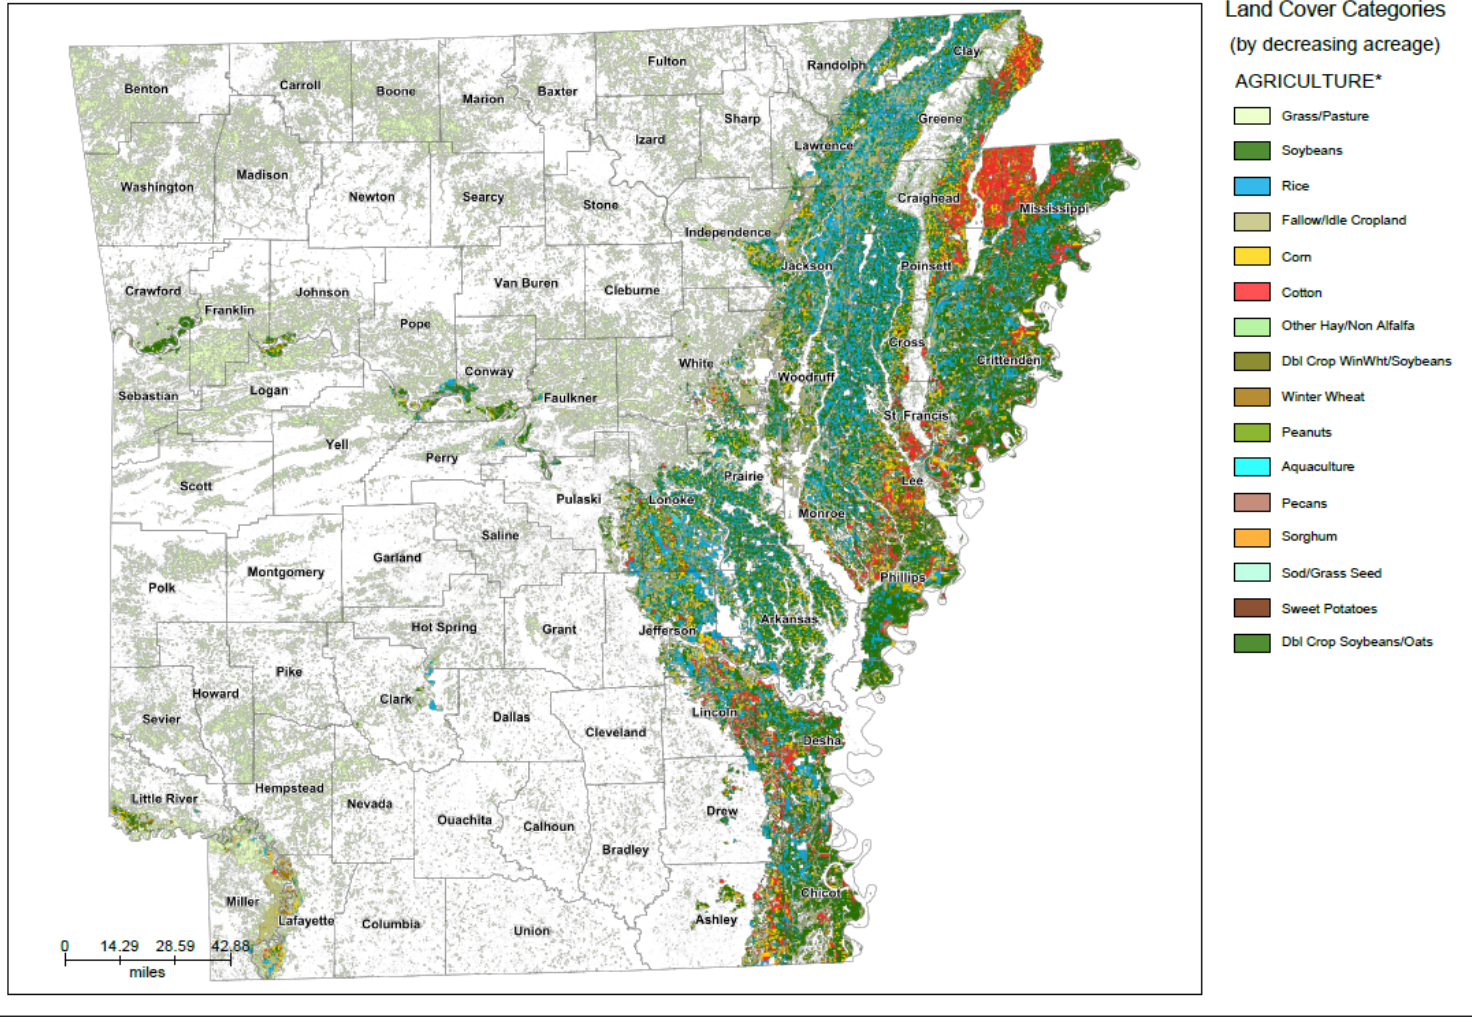 Land Cover Categories
(by decreasing acreage)
AGRICULTURE*
Grass/Pasture
Soybeans
Rice
Fallow/Idle Cropland
Corn
Cotton
Other Hay/Non Alfalfa
Dbl Crop WinWht/Soybeans
Winter Wheat
Peanuts
Aquaculture
Pecans
Sorghum
Sod/Grass Seed
Sweet Potatoes
Dbl Crop Soybeans/Oats
Benton
Carroll
Boone
Marion
Baxter
Fulton
Randolph
Clay
Sharp
Izard
Greene
Lawrence
Washington
Madison
Newton
Searcy
Stone
Craighead
Mississippi
Independence
Jackson
Poinsett
Crawford
Franklin
Johnson
Van Buren
Cleburne
Pope
Cross
White
Woodruff
Crittenden
Conway
Sebastian
Logan
Faulkner
St. Francis
Yell
Perry
Scott
Pulaski
Lonoke
Prairie
Lee
Monroe
Saline
Garland
Polk
Montgomery
Phillips
Hot Spring
Grant
Jefferson
Arkansas
Pike
Howard
Clark
Sevier
Dallas
Lincoln
Cleveland
Desha
Little River
Hempstead
Nevada
Ouachita
Calhoun
Drew
Bradley
Miller
Lafayette
Columbia
Union
Ashley
Chicot
0 14.29 28.59 42.88
miles